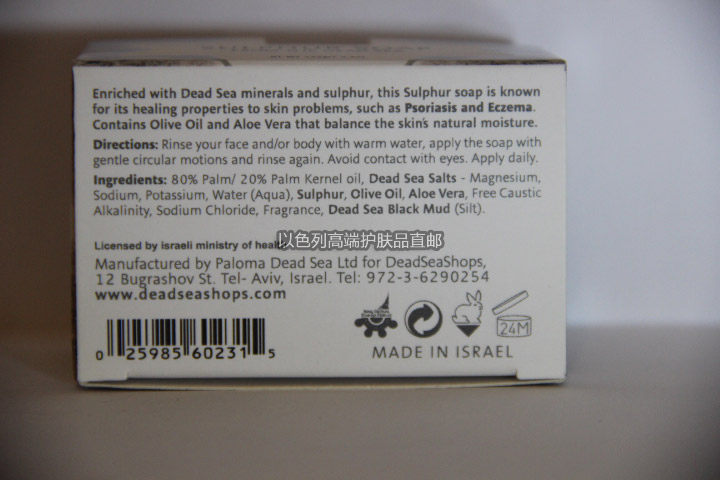 Enriched with Dead Sea minerals and sulphur, this Sulphur soap is known
for its healing properties to skin problems, such as Psoriasis and Eczema.
Contains Olive Oil and Aloe Vera that balance the skin's natural moisture.
Directions: Rinse your face and/or body with warm water, apply the soap with
gentle circular motions and rinse again. Avoid contact with eyes. Apply daily.
Ingredients: 80% Palm/ 20% Palm Kernel oil, Dead Sea Salts - Magnesium,
Sodium, Potassium, Water (Aqua), Sulphur, Olive Oil, Aloe Vera, Free Caustic
Alkalinity, Sodium Chloride, Fragrance, Dead Sea Black Mud (Silt).
Licensed by israeli ministry of health
以色列高端护肤品直邮
Manufactured by Paloma Dead Sea Ltd for DeadSeaShops,
12 Bugrashov St. Tel- Aviv, Israel. Tel: 972-3-6290254
www.deadseashops.com
24M
0 25985 60231 5
MADE IN ISRAEL